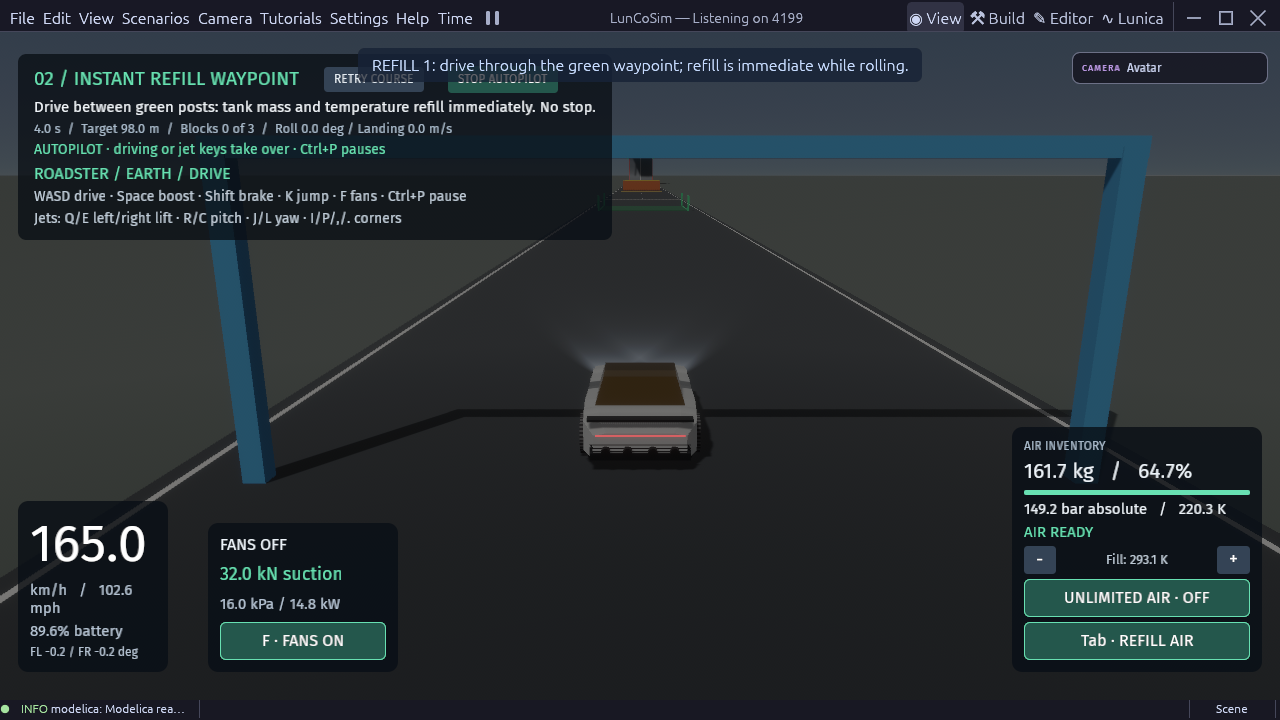 File Edit View Scenarios Camera Tutorials Settings Help Time
LunCoSim — Listening on 4199
View Build Editor Lunica
REFILL 1: drive through the green waypoint; refill is immediate while rolling.
02 / INSTANT REFILL WAYPOINT
RETRY COURSE
STOP AUTOPILOT
CAMERA Avatar
Drive between green posts: tank mass and temperature refill immediately. No stop.
4.0 s / Target 98.0 m / Blocks 0 of 3 / Roll 0.0 deg / Landing 0.0 m/s
AUTOPILOT · driving or jet keys take over · Ctrl+P pauses
ROADSTER / EARTH / DRIVE
WASD drive · Space boost · Shift brake · K jump · F fans · Ctrl+P pause
Jets: Q/E left/right lift · R/C pitch · J/L yaw · I/P/,/. corners
165.0
km/h / 102.6
mph
89.6% battery
FL -0.2 / FR -0.2 deg
FANS OFF
32.0 kN suction
16.0 kPa / 14.8 kW
F · FANS ON
AIR INVENTORY
161.7 kg / 64.7%
149.2 bar absolute / 220.3 K
AIR READY
- Fill: 293.1 K +
UNLIMITED AIR · OFF
Tab · REFILL AIR
INFO modelica: Modelica rea…
Scene